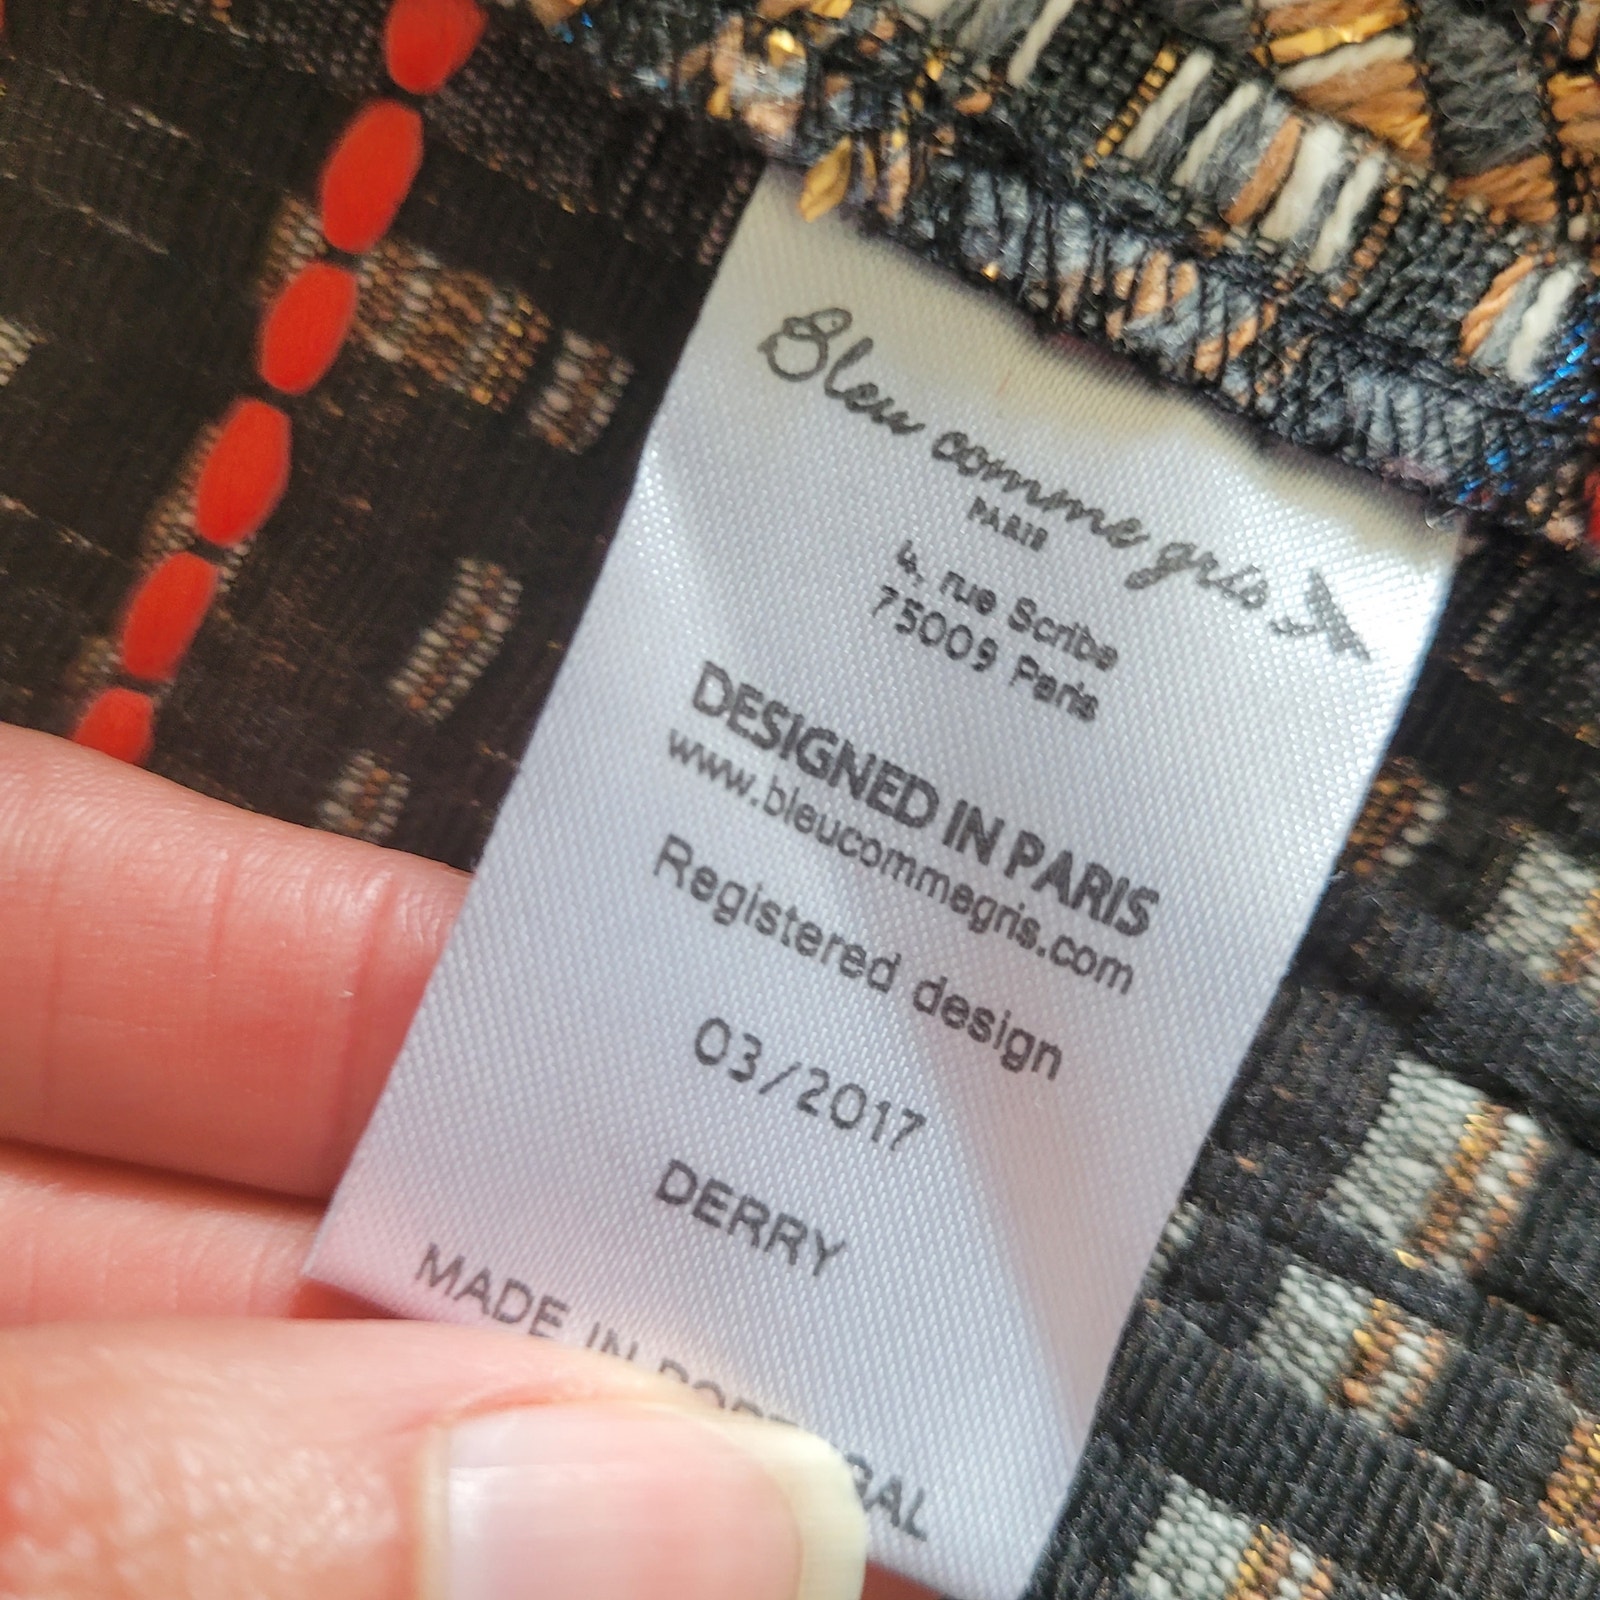 Bleu comme gris
PARIS
4, rue Scribe
75009 Paris
DESIGNED IN PARIS
www.bleucommegris.com
Registered design
03/2017
DERRY
MADE IN PORTUGAL